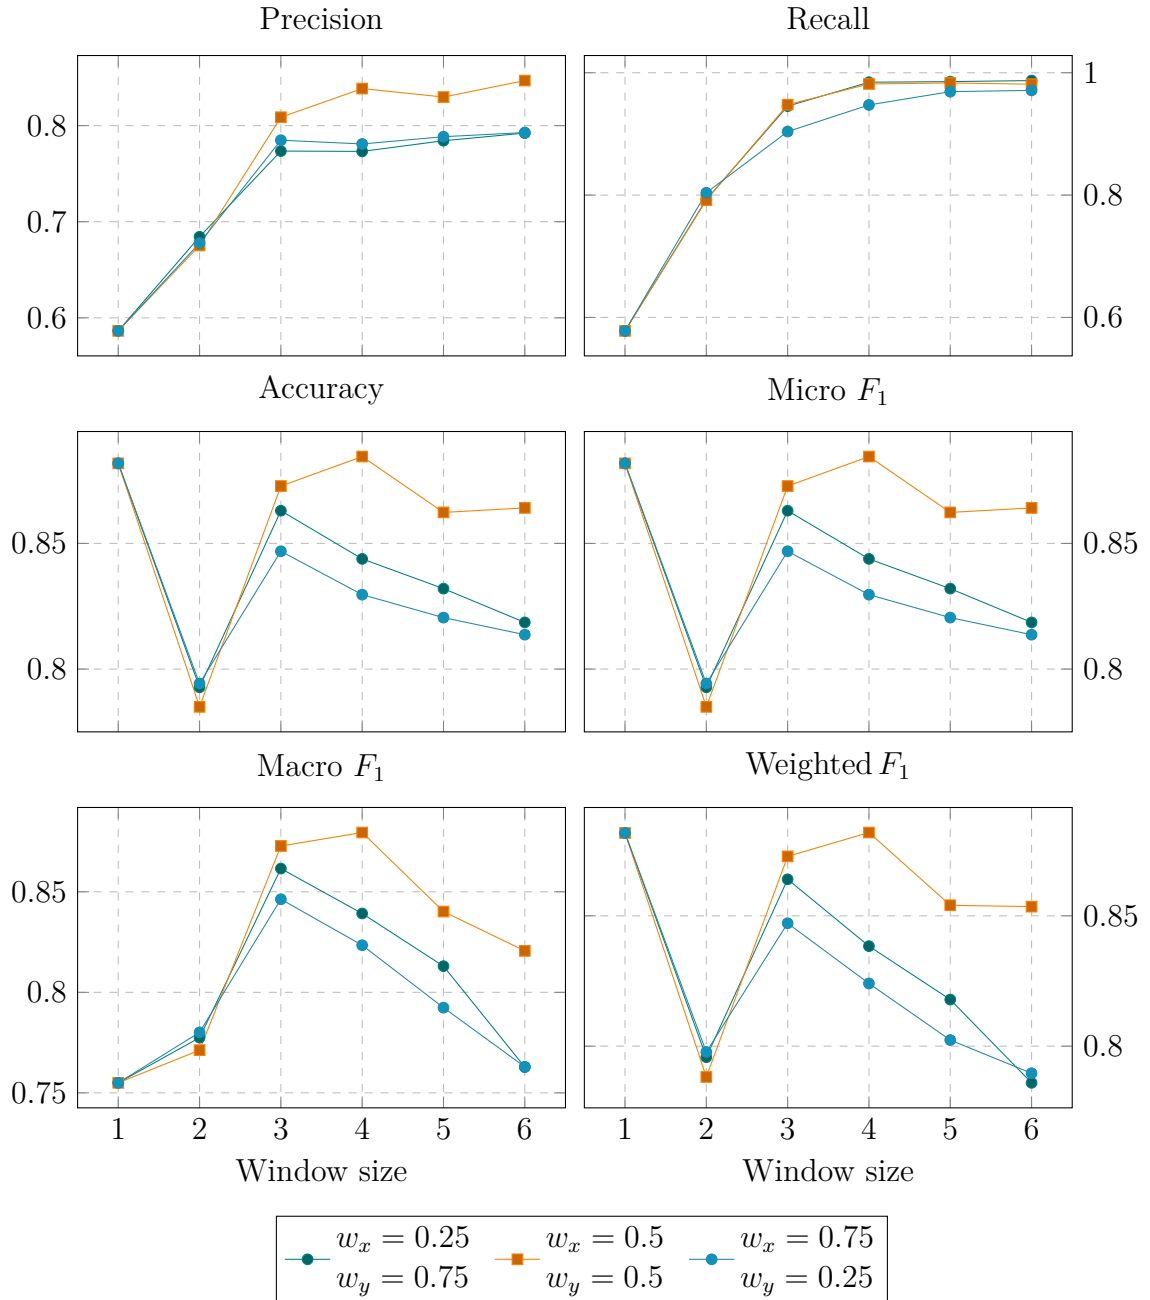 Precision
Recall
0.8
0.7
0.6
1
0.8
0.6
Accuracy
Micro F₁
0.85
0.8
0.85
0.8
Macro F₁
Weighted F₁
0.85
0.8
0.75
0.85
0.8
1 2 3 4 5 6
1 2 3 4 5 6
Window size
Window size
wₓ = 0.25
w_y = 0.75
wₓ = 0.5
w_y = 0.5
wₓ = 0.75
w_y = 0.25